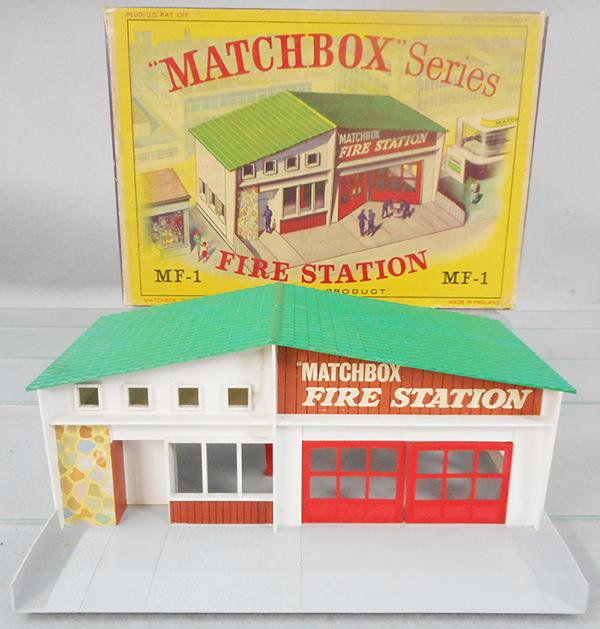 REGD. U.S. PAT. OFF.
"MATCHBOX" Series
MATCHBOX
FIRE STATION
MATCH
MF-1
FIRE STATION
MF-1
PRODUCT
MADE IN ENGLAND
"MATCHBOX
FIRE STATION